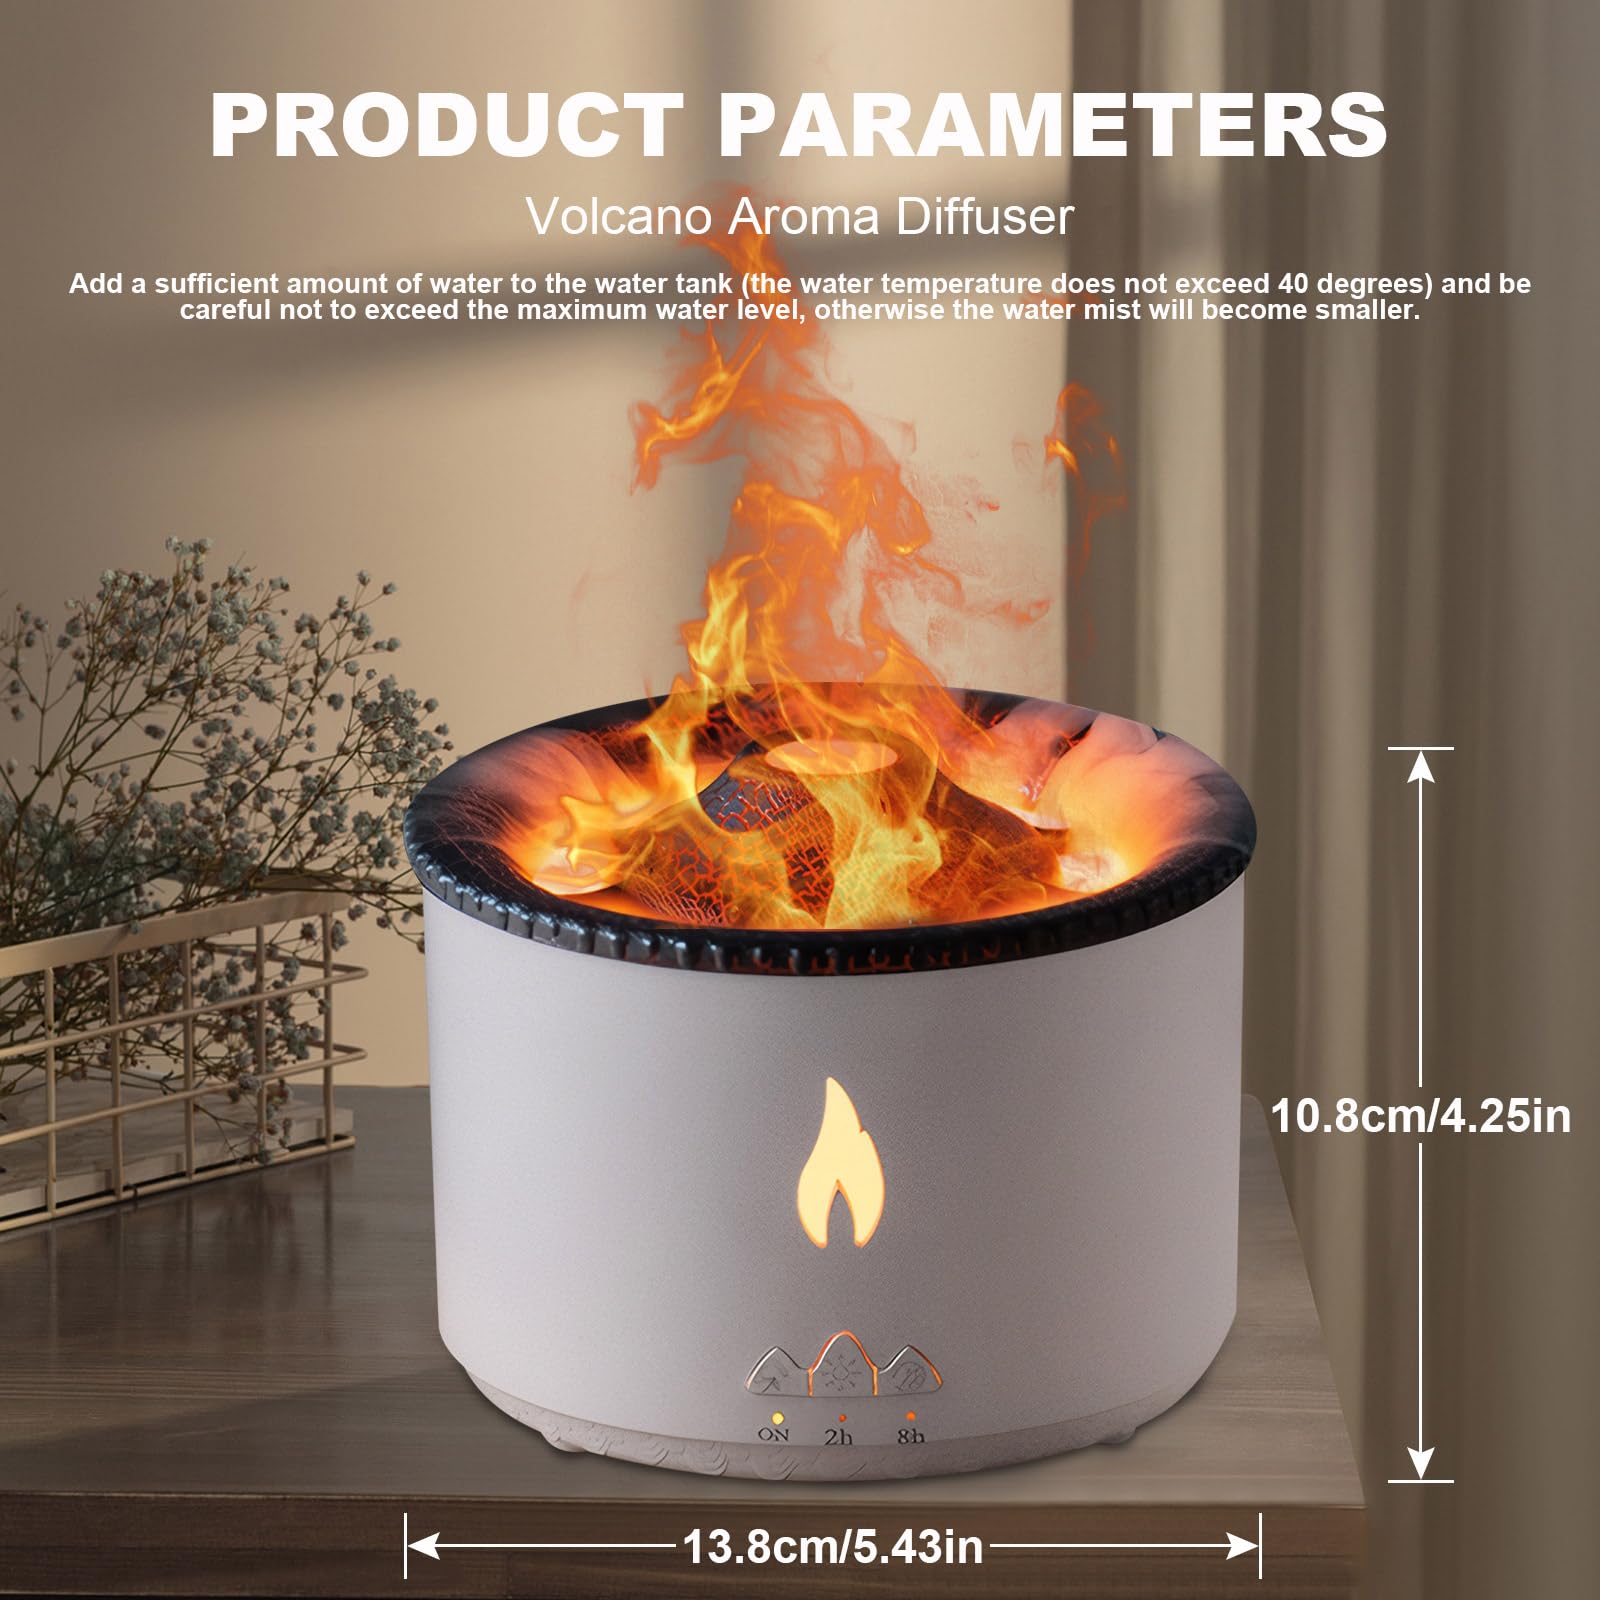 PRODUCT PARAMETERS
Volcano Aroma Diffuser
Add a sufficient amount of water to the water tank (the water temperature does not exceed 40 degrees) and be
careful not to exceed the maximum water level, otherwise the water mist will become smaller.
10.8cm/4.25in
ON 2h 8h
13.8cm/5.43in